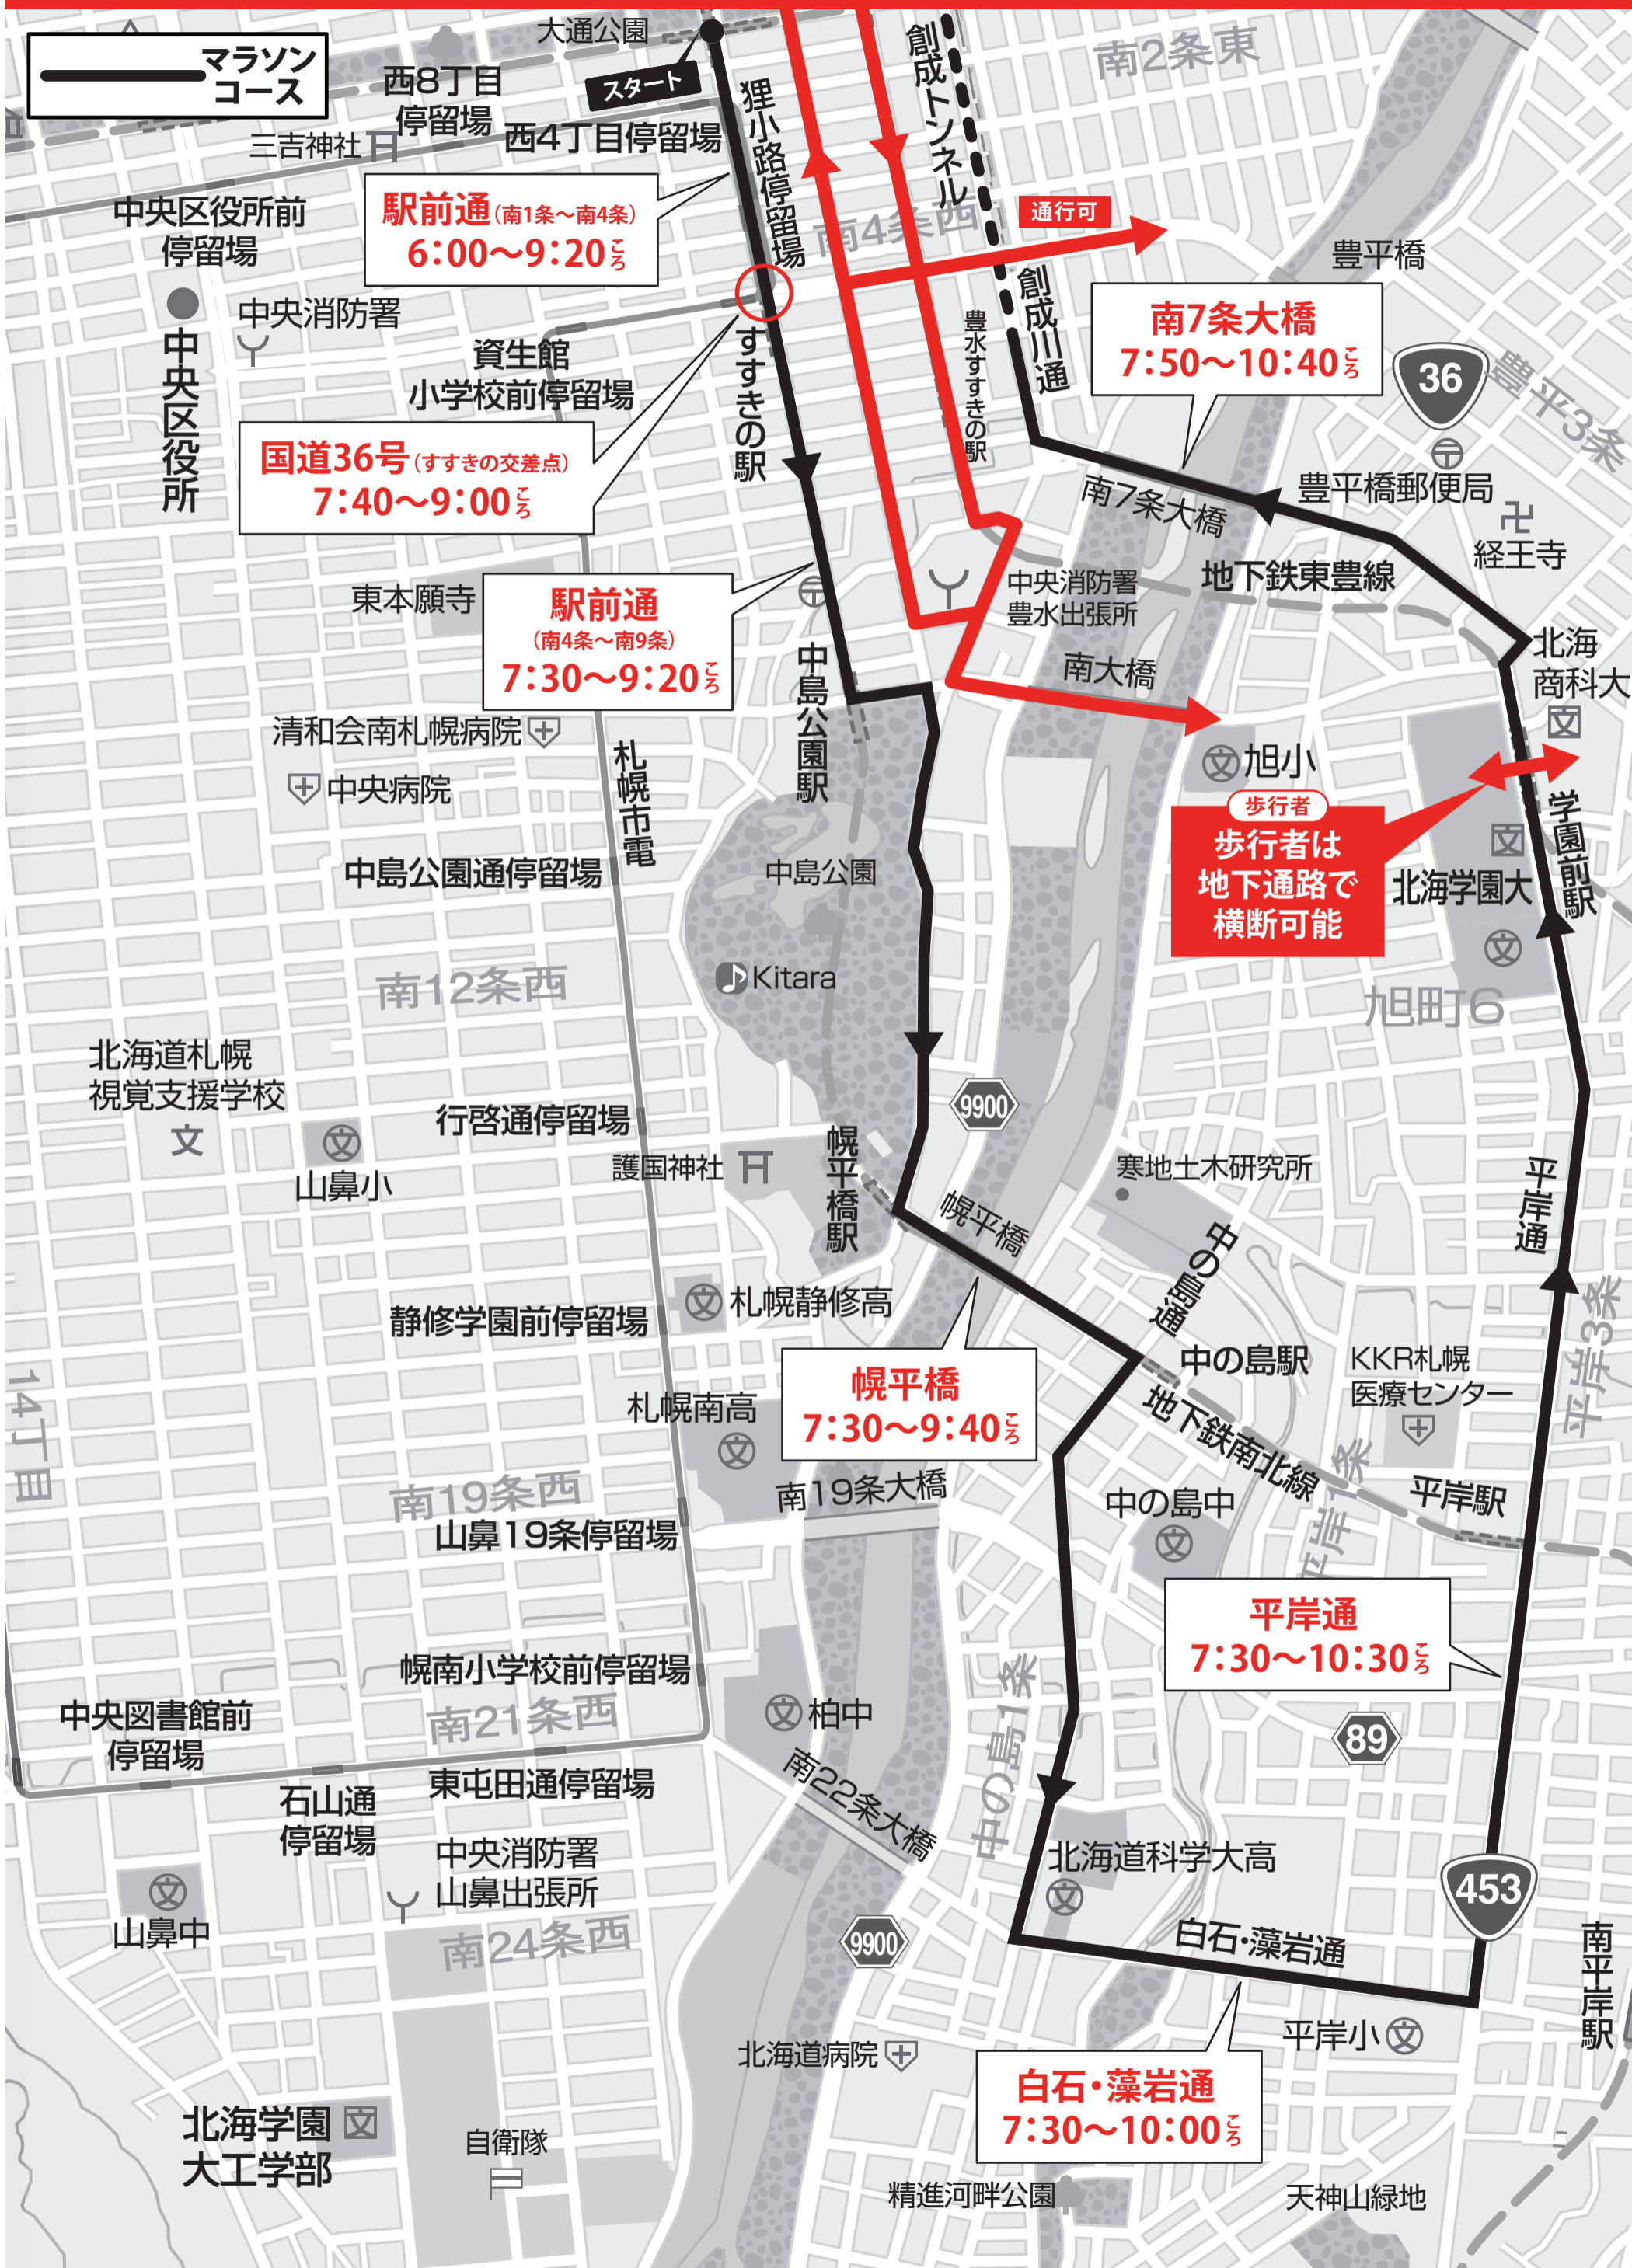 大通公園
マラソン
コース
スタート
西8丁目
停留場
西4丁目停留場
三吉神社
狸小路停留場
創成トンネル
南2条東
駅前通(南1条〜南4条)
6:00〜9:20ころ
中央区役所前
停留場
南4条西
通行可
豊平橋
中央消防署
中央区役所
資生館
小学校前停留場
すすきの駅
豊水すすきの駅
創成川通
南7条大橋
7:50〜10:40ころ
36
豊平3条
国道36号(すすきの交差点)
7:40〜9:00ころ
南7条大橋
豊平橋郵便局
経王寺
東本願寺
駅前通
(南4条〜南9条)
7:30〜9:20ころ
中央消防署
豊水出張所
地下鉄東豊線
北海
商科大
南大橋
中島公園駅
清和会南札幌病院
中央病院
札幌市電
旭小
歩行者
歩行者は
地下通路で
横断可能
学園前駅
北海学園大
中島公園通停留場
中島公園
Kitara
南12条西
旭町6
北海道札幌
視覚支援学校
文
山鼻小
行啓通停留場
9900
護国神社
幌平橋駅
幌平橋
寒地土木研究所
平岸通
中の島通
静修学園前停留場
札幌静修高
平岸3条
幌平橋
7:30〜9:40ころ
中の島駅
KKR札幌
医療センター
14丁目
札幌南高
地下鉄南北線
平岸1条
平岸駅
南19条西
山鼻19条停留場
南19条大橋
中の島中
平岸通
7:30〜10:30ころ
幌南小学校前停留場
南21条西
中央図書館前
停留場
柏中
中の島1条
89
東屯田通停留場
石山通
停留場
南22条大橋
中央消防署
山鼻出張所
北海道科学大高
453
山鼻中
南24条西
9900
白石・藻岩通
南平岸駅
北海道病院
平岸小
白石・藻岩通
7:30〜10:00ころ
北海学園
大工学部
自衛隊
精進河畔公園
天神山緑地